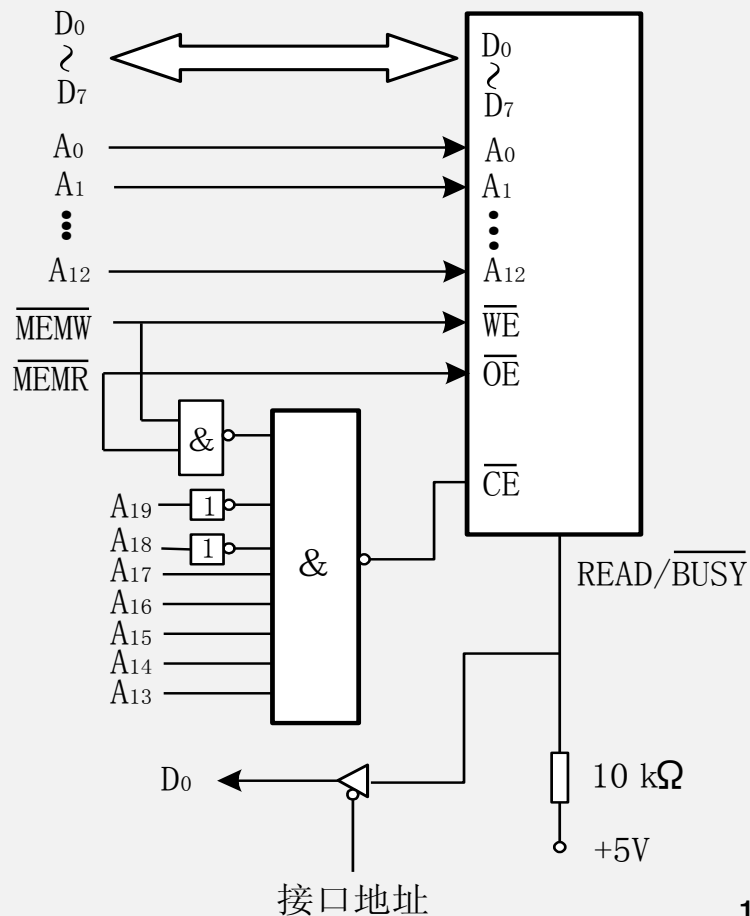 D0
~
D7
D0
~
D7
A0
A0
A1
A1
A12
A12
MEMW
WE
MEMR
OE
&
CE
A19
1
A18
1
A17
&
READ/BUSY
A16
A15
A14
A13
D0
10 kΩ
+5V
接口地址
1